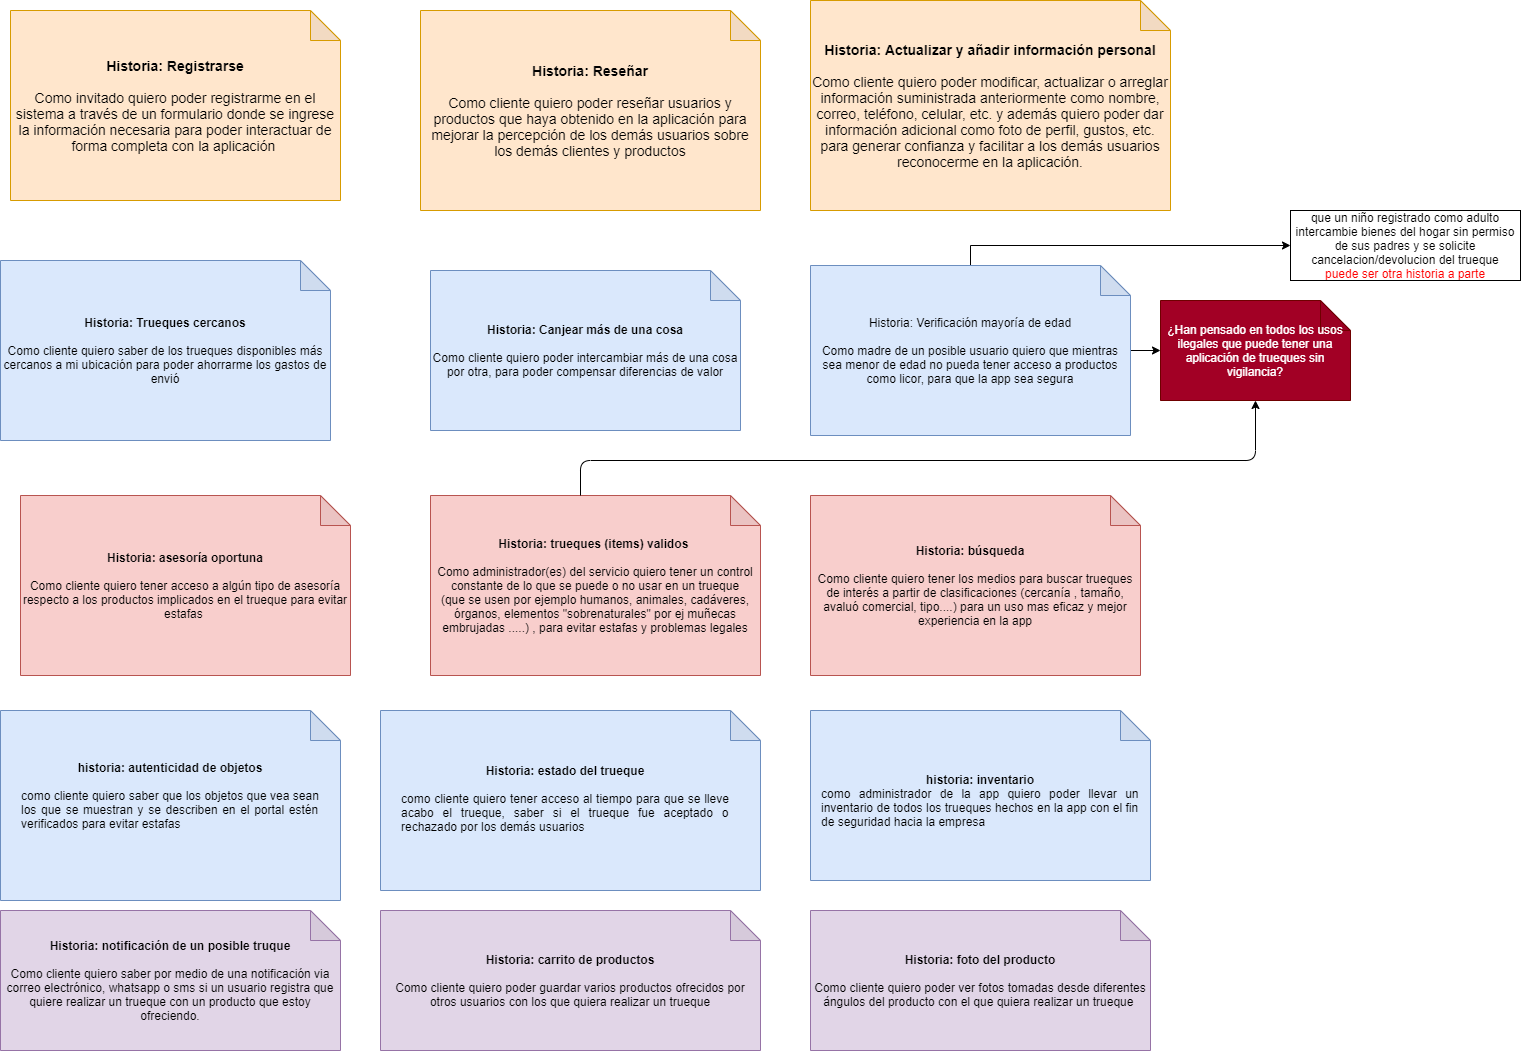 Historia: Registrarse
Como invitado quiero poder registrarme en el
sistema a través de un formulario donde se ingrese
la información necesaria para poder interactuar de
forma completa con la aplicación
Historia: Reseñar
Como cliente quiero poder reseñar usuarios y
productos que haya obtenido en la aplicación para
mejorar la percepción de los demás usuarios sobre
los demás clientes y productos
Historia: Actualizar y añadir información personal
Como cliente quiero poder modificar, actualizar o arreglar
información suministrada anteriormente como nombre,
correo, teléfono, celular, etc. y además quiero poder dar
información adicional como foto de perfil, gustos, etc.
para generar confianza y facilitar a los demás usuarios
reconocerme en la aplicación.
que un niño registrado como adulto
intercambie bienes del hogar sin permiso
de sus padres y se solicite
cancelacion/devolucion del trueque
puede ser otra historia a parte
Historia: Trueques cercanos
Como cliente quiero saber de los trueques disponibles más
cercanos a mi ubicación para poder ahorrarme los gastos de
envió
Historia: Canjear más de una cosa
Como cliente quiero poder intercambiar más de una cosa
por otra, para poder compensar diferencias de valor
Historia: Verificación mayoría de edad
Como madre de un posible usuario quiero que mientras
sea menor de edad no pueda tener acceso a productos
como licor, para que la app sea segura
¿Han pensado en todos los usos
ilegales que puede tener una
aplicación de trueques sin
vigilancia?
Historia: asesoría oportuna
Como cliente quiero tener acceso a algún tipo de asesoría
respecto a los productos implicados en el trueque para evitar
estafas
Historia: trueques (items) validos
Como administrador(es) del servicio quiero tener un control
constante de lo que se puede o no usar en un trueque
(que se usen por ejemplo humanos, animales, cadáveres,
órganos, elementos "sobrenaturales" por ej muñecas
embrujadas .....) , para evitar estafas y problemas legales
Historia: búsqueda
Como cliente quiero tener los medios para buscar trueques
de interés a partir de clasificaciones (cercanía , tamaño,
avaluó comercial, tipo....) para un uso mas eficaz y mejor
experiencia en la app
historia: autenticidad de objetos
como cliente quiero saber que los objetos que vea sean
los que se muestran y se describen en el portal estén
verificados para evitar estafas
Historia: estado del trueque
como cliente quiero tener acceso al tiempo para que se lleve
acabo el trueque, saber si el trueque fue aceptado o
rechazado por los demás usuarios
historia: inventario
como administrador de la app quiero poder llevar un
inventario de todos los trueques hechos en la app con el fin
de seguridad hacia la empresa
Historia: notificación de un posible truque
Como cliente quiero saber por medio de una notificación via
correo electrónico, whatsapp o sms si un usuario registra que
quiere realizar un trueque con un producto que estoy
ofreciendo.
Historia: carrito de productos
Como cliente quiero poder guardar varios productos ofrecidos por
otros usuarios con los que quiera realizar un trueque
Historia: foto del producto
Como cliente quiero poder ver fotos tomadas desde diferentes
ángulos del producto con el que quiera realizar un trueque